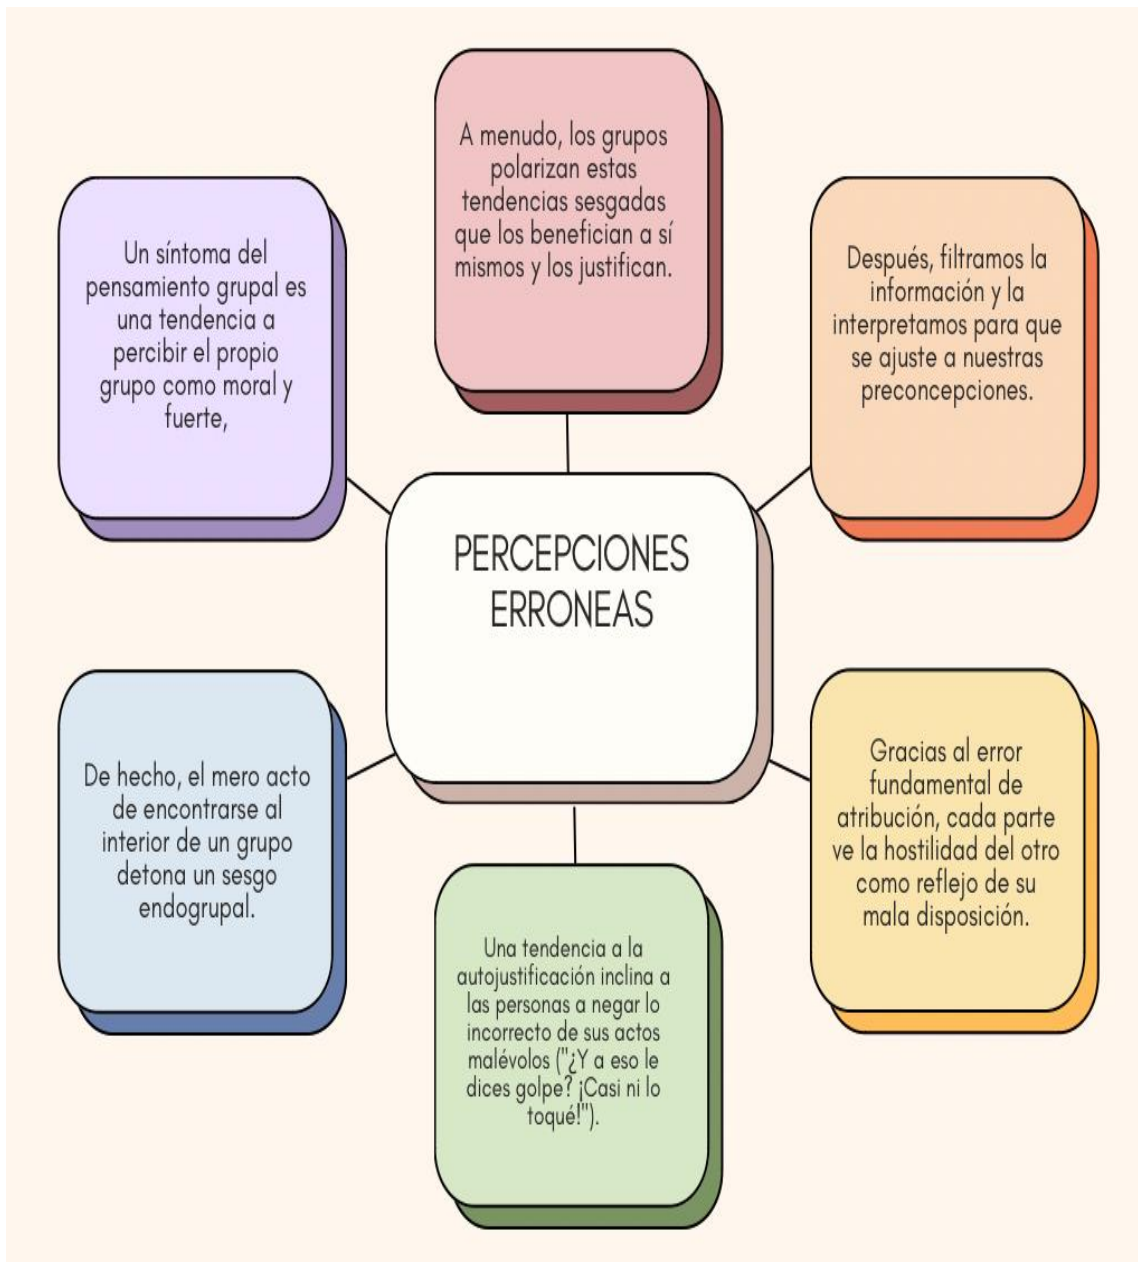 A menudo, los grupos
polarizan estas
tendencias sesgadas
que los benefician a sí
mismos y los justifican.
Un síntoma del
pensamiento grupal es
una tendencia a
percibir el propio
grupo como moral y
fuerte,
Después, filtramos la
información y la
interpretamos para que
se ajuste a nuestras
preconcepciones.
PERCEPCIONES
ERRONEAS
De hecho, el mero acto
de encontrarse al
interior de un grupo
detona un sesgo
endogrupal.
Gracias al error
fundamental de
atribución, cada parte
ve la hostilidad del otro
como reflejo de su
mala disposición.
Una tendencia a la
autojustificación inclina a
las personas a negar lo
incorrecto de sus actos
malévolos ("¿Y a eso le
dices golpe? ¡Casi ni lo
toqué!").